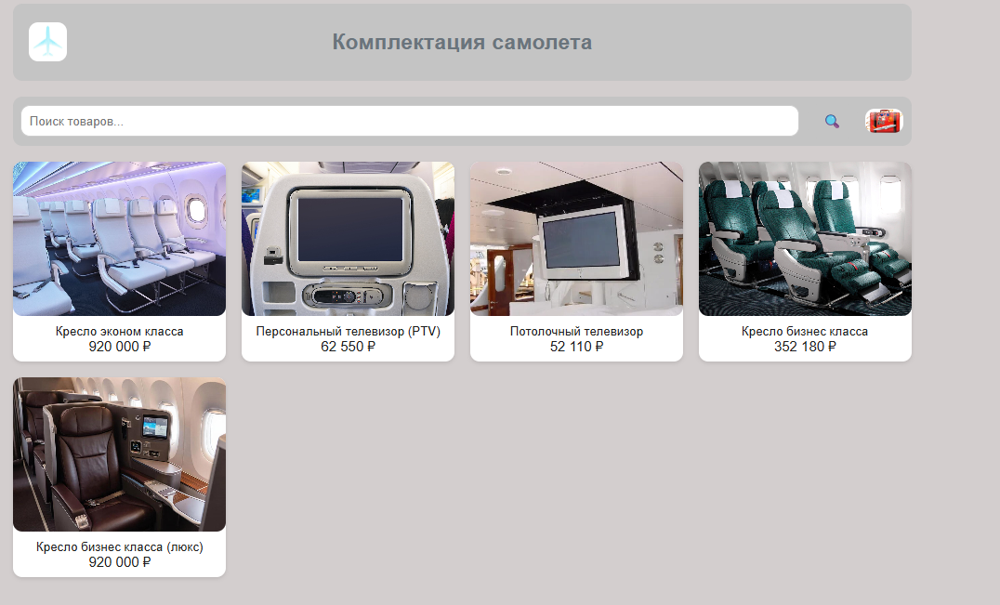 Комплектация самолета
Поиск товаров...
Кресло эконом класса
920 000 ₽
Персональный телевизор (PTV)
62 550 ₽
Потолочный телевизор
52 110 ₽
Кресло бизнес класса
352 180 ₽
Кресло бизнес класса (люкс)
920 000 ₽